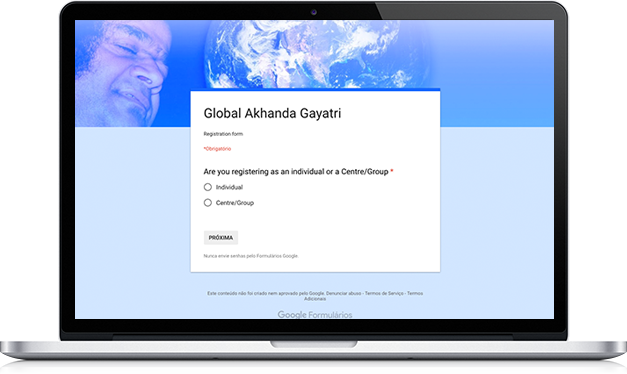 Global Akhanda Gayatri
Registration form
*Obrigatório
Are you registering as an individual or a Centre/Group *
Individual
Centre/Group
PRÓXIMA
Nunca envie senhas pelo Formulários Google.
Este conteúdo não foi criado nem aprovado pelo Google. Denunciar abuso - Termos de Serviço - Termos
Adicionais
Google Formulários